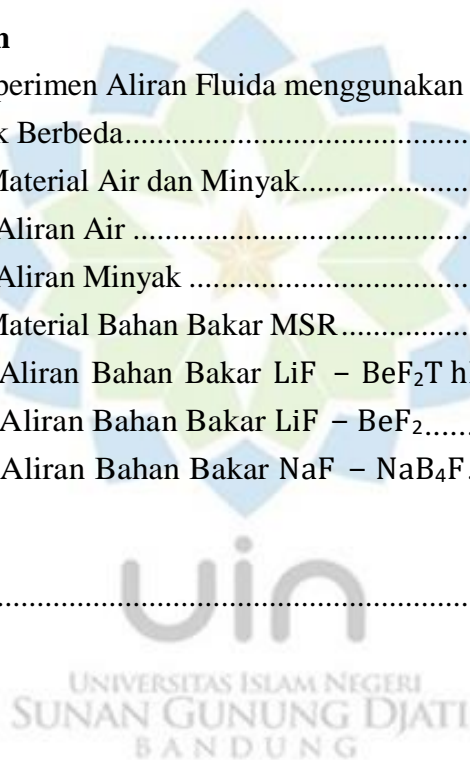 n
perimen Aliran Fluida menggunakan
k Berbeda..........................................
Material Air dan Minyak....................
Aliran Air ..........................................
Aliran Minyak ...................................
Material Bahan Bakar MSR...............
Aliran Bahan Bakar LiF – BeF₂T h
Aliran Bahan Bakar LiF – BeF₂......
Aliran Bahan Bakar NaF – NaB₄F.
...........................................................
uin
UNIVERSITAS ISLAM NEGERI
SUNAN GUNUNG DJATI
BANDUNG